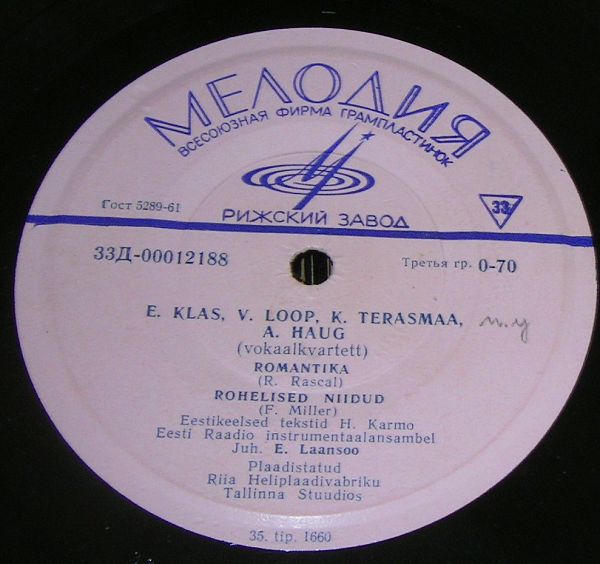 МЕЛОДИЯ
ВСЕСОЮЗНАЯ ФИРМА ГРАМПЛАСТИНОК
РИЖСКИЙ ЗАВОД
Гост 5289-61
33
33Д-00012188
Третья гр. 0-70
E. KLAS, V. LOOP, K. TERASMAA,
A. HAUG
(vokaalkvartett)
ROMANTIKA
(R. Rascal)
ROHELISED NIIDUD
(F. Miller)
Eestikeelsed tekstid H. Karmo
Eesti Raadio instrumentaalansambel
Juh. E. Laansoo
Plaadistatud
Riia Heliplaadivabriku
Tallinna Stuudios
35. tip. 1660